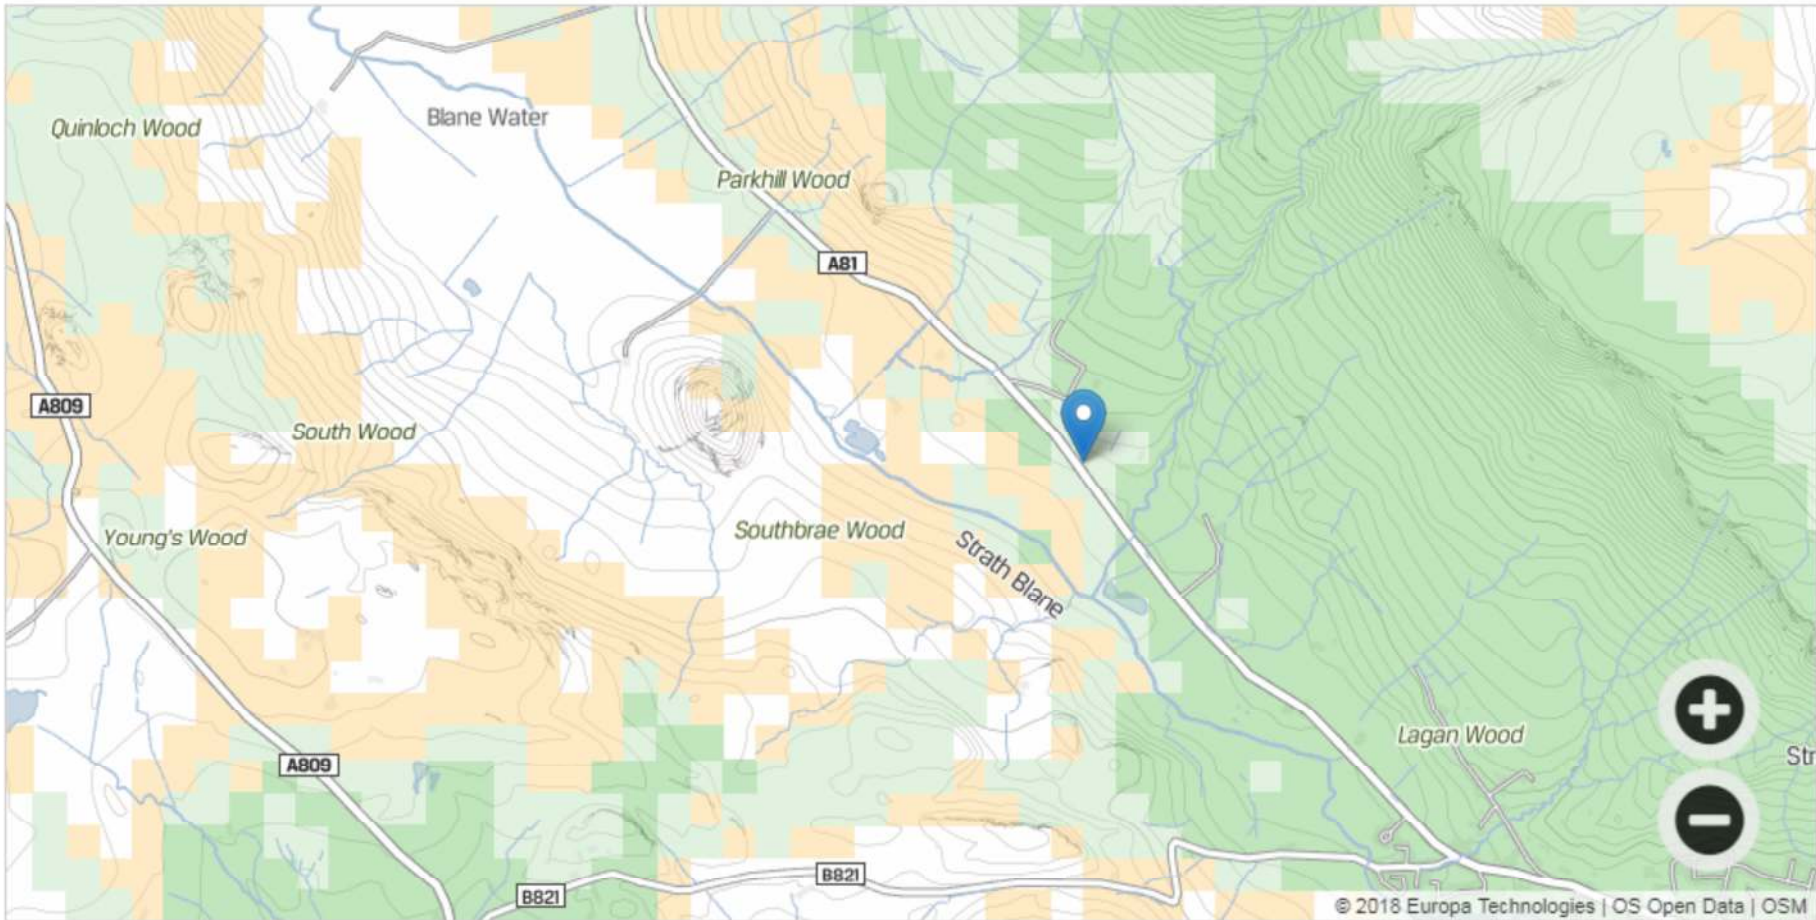 Quinloch Wood
Blane Water
Parkhill Wood
A81
A809
South Wood
Young's Wood
Southbrae Wood
Strath Blane
Lagan Wood
Str
A809
B821
B821
© 2018 Europa Technologies | OS Open Data | OSM